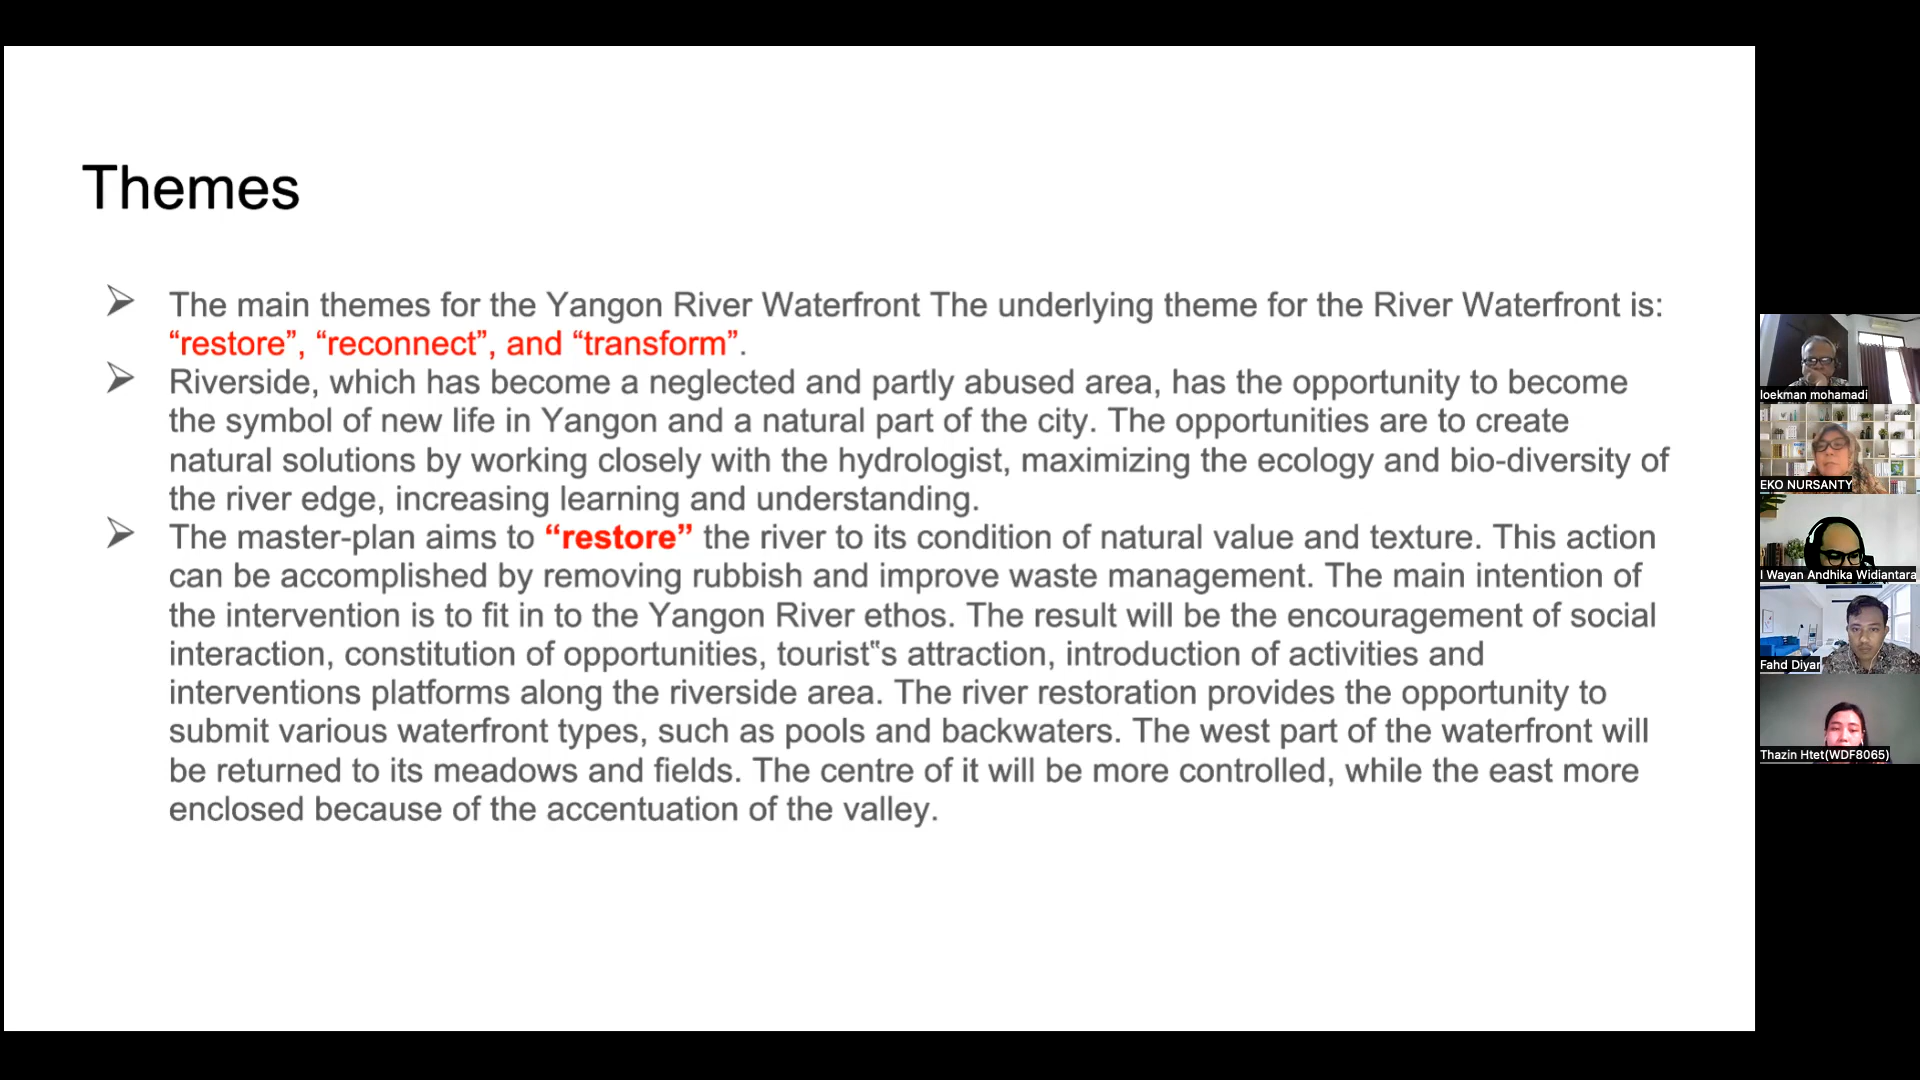 Themes
➢ The main themes for the Yangon River Waterfront The underlying theme for the River Waterfront is:
“restore”, “reconnect”, and “transform”.
➢ Riverside, which has become a neglected and partly abused area, has the opportunity to become
the symbol of new life in Yangon and a natural part of the city. The opportunities are to create
natural solutions by working closely with the hydrologist, maximizing the ecology and bio-diversity of
the river edge, increasing learning and understanding.
➢ The master-plan aims to “restore” the river to its condition of natural value and texture. This action
can be accomplished by removing rubbish and improve waste management. The main intention of
the intervention is to fit in to the Yangon River ethos. The result will be the encouragement of social
interaction, constitution of opportunities, tourist‟s attraction, introduction of activities and
interventions platforms along the riverside area. The river restoration provides the opportunity to
submit various waterfront types, such as pools and backwaters. The west part of the waterfront will
be returned to its meadows and fields. The centre of it will be more controlled, while the east more
enclosed because of the accentuation of the valley.
loekman mohamadi
EKO NURSANTY
I Wayan Andhika Widiantara
Fahd Diyar
Thazin Htet(WDF8065)